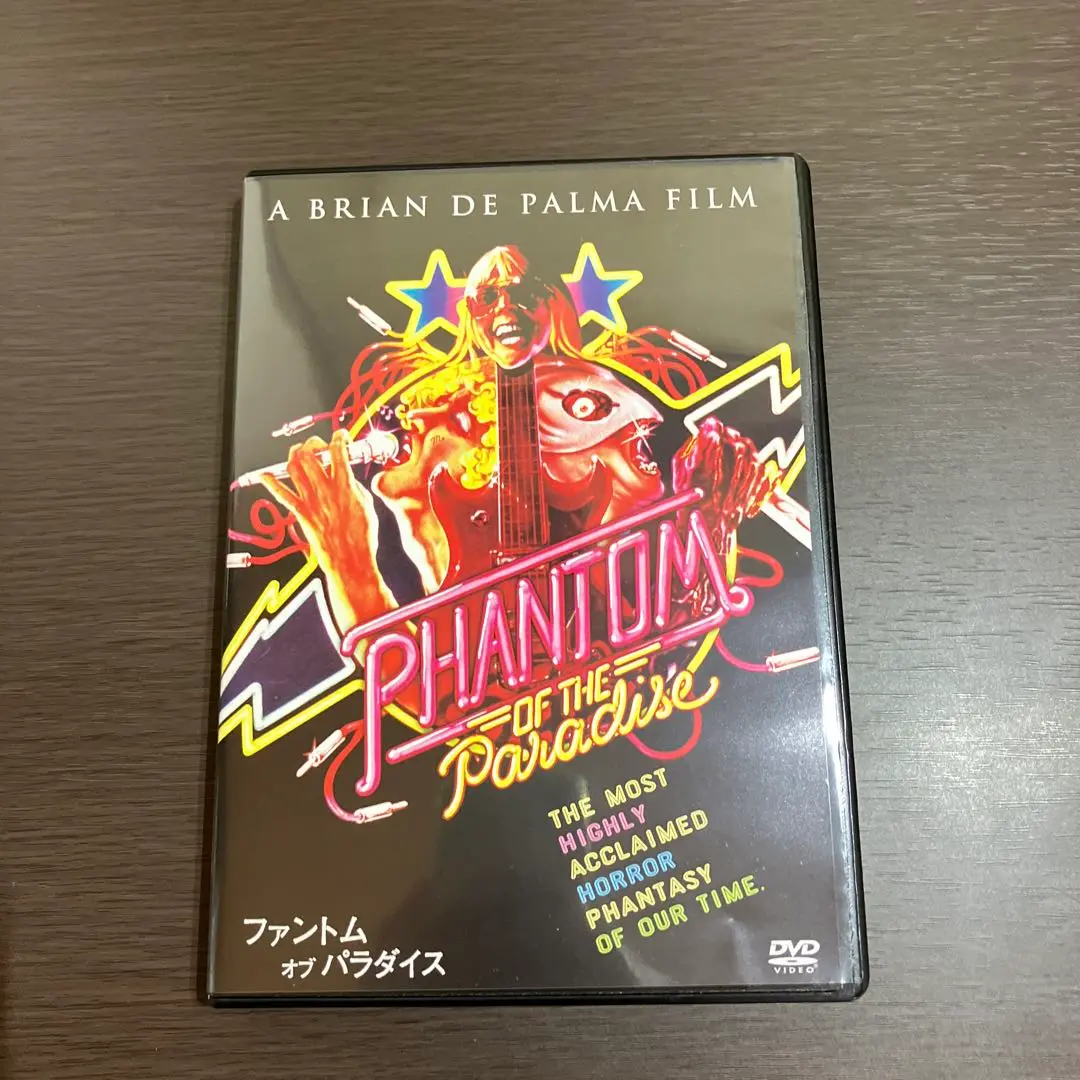 A BRIAN DE PALMA FILM
PHANTOM
OF THE
Paradise
THE MOST
HIGHLY
ACCLAIMED
HORROR
PHANTASY
OF OUR TIME.
ファントム
オブ パラダイス
DVD
VIDEO